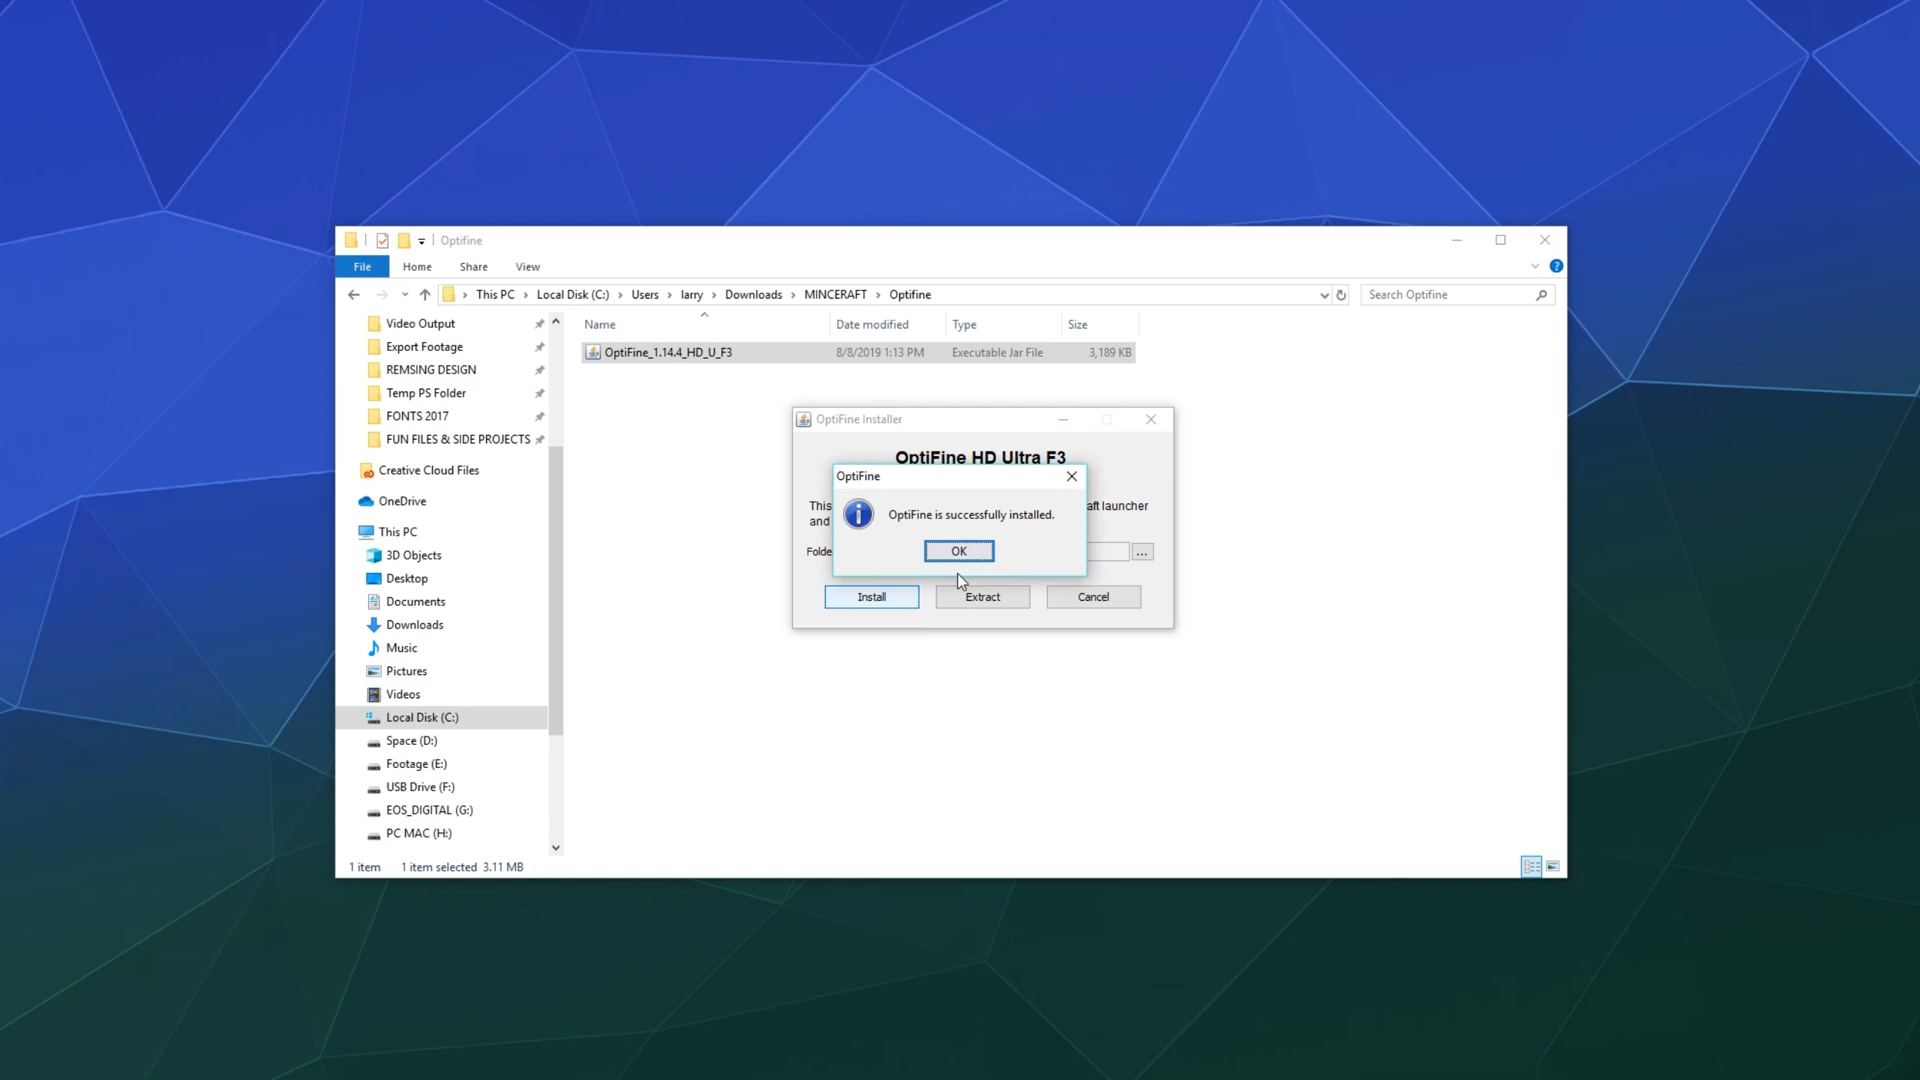 Optifine
File Home Share View
This PC Local Disk (C:) Users larry Downloads MINCERAFT Optifine
Search Optifine
Name Date modified Type Size
OptiFine_1.14.4_HD_U_F3 8/8/2019 1:13 PM Executable Jar File 3,189 KB
Video Output
Export Footage
REMSING DESIGN
Temp PS Folder
FONTS 2017
FUN FILES & SIDE PROJECTS
Creative Cloud Files
OneDrive
This PC
3D Objects
Desktop
Documents
Downloads
Music
Pictures
Videos
Local Disk (C:)
Space (D:)
Footage (E:)
USB Drive (F:)
EOS_DIGITAL (G:)
PC MAC (H:)
1 item 1 item selected 3.11 MB
OptiFine Installer
OptiFine HD Ultra F3
This aft launcher
and
Folde ...
Install Extract Cancel
OptiFine
OptiFine is successfully installed.
OK